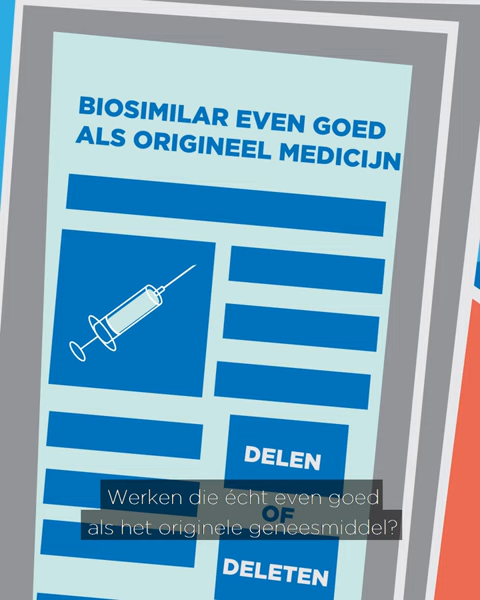 BIOSIMILAR EVEN GOED
ALS ORIGINEEL MEDICIJN
DELEN
OF
DELETEN
Werken die écht even goed
als het originele geneesmiddel?